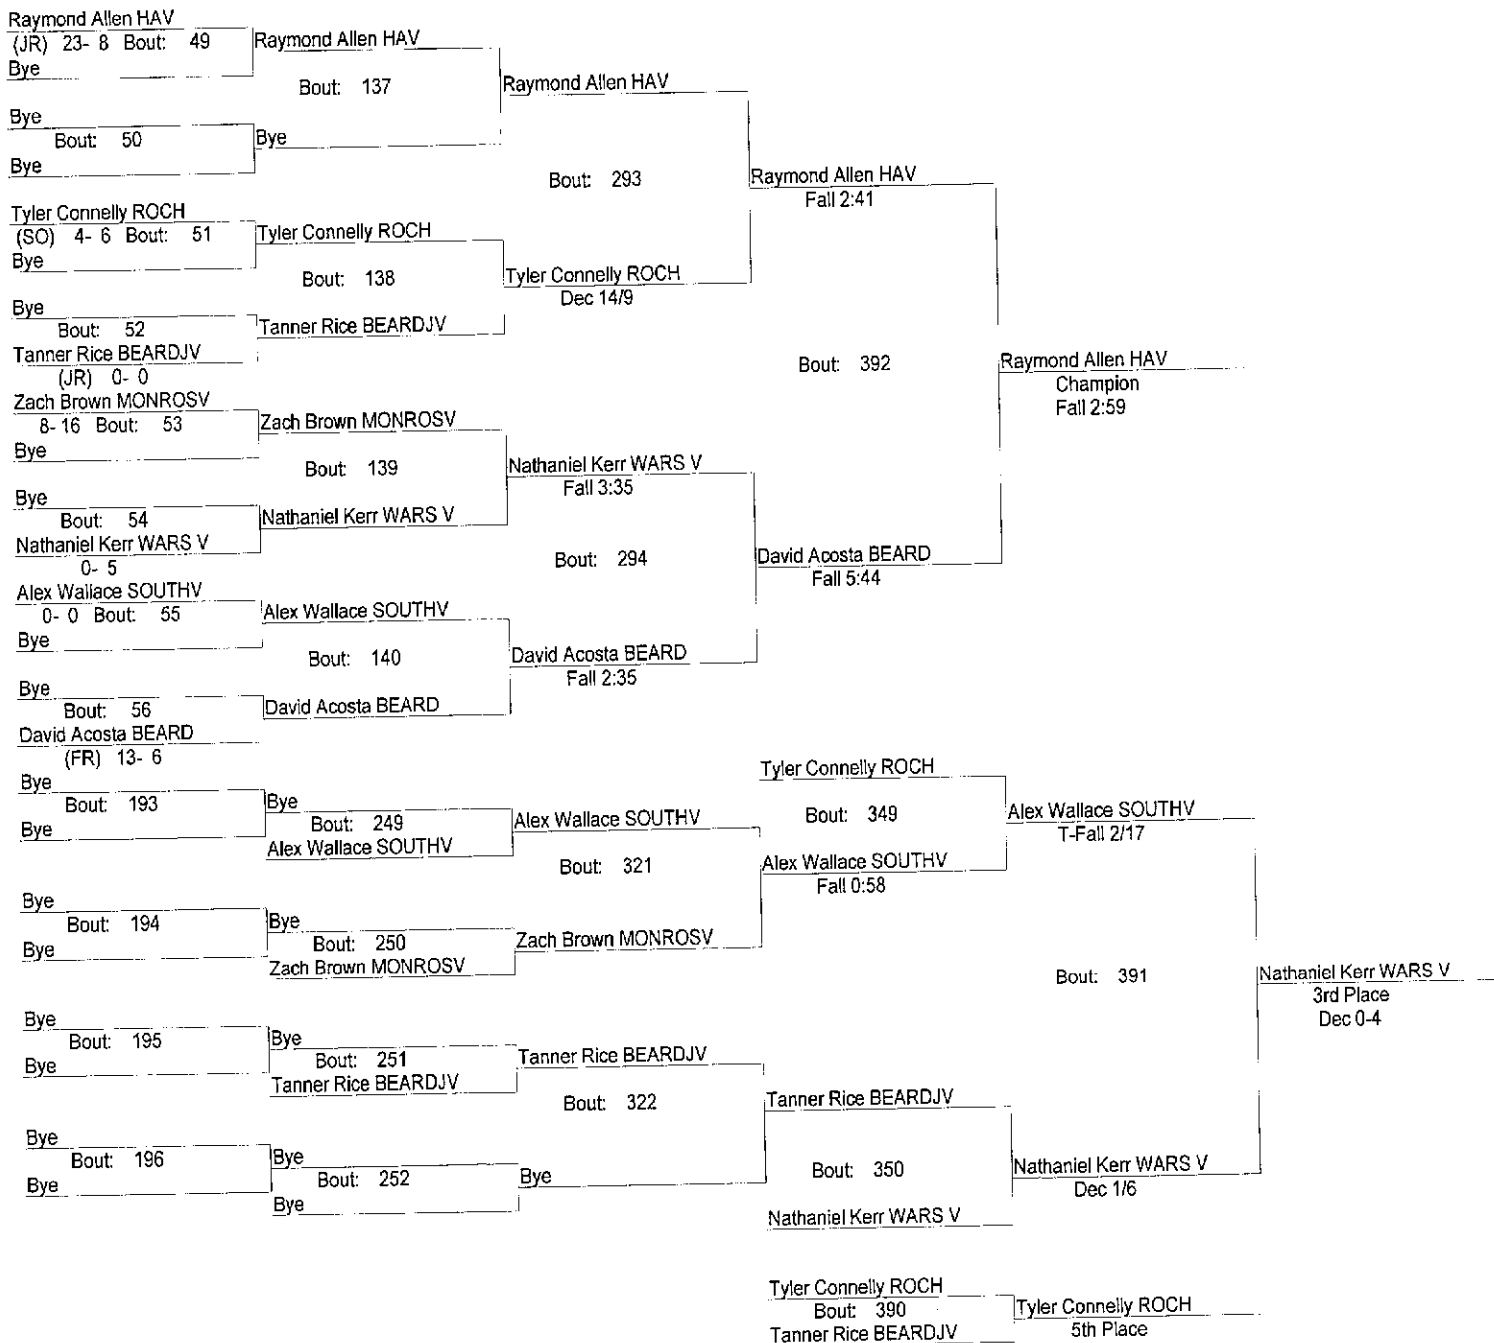 Raymond Allen HAV
(JR) 23- 8 Bout: 49
Bye
Raymond Allen HAV
Bout: 137
Bye
Bout: 50
Bye
Bye
Raymond Allen HAV
Bout: 293
Tyler Connelly ROCH
(SO) 4- 6 Bout: 51
Bye
Tyler Connelly ROCH
Bout: 138
Bye
Bout: 52
Tanner Rice BEARDJV
(JR) 0- 0
Tanner Rice BEARDJV
Tyler Connelly ROCH
Dec 14/9
Raymond Allen HAV
Fall 2:41
Bout: 392
Zach Brown MONROSV
8- 16 Bout: 53
Bye
Zach Brown MONROSV
Bout: 139
Bye
Bout: 54
Nathaniel Kerr WARS V
0- 5
Nathaniel Kerr WARS V
Nathaniel Kerr WARS V
Fall 3:35
Bout: 294
Alex Wallace SOUTHV
0- 0 Bout: 55
Bye
Alex Wallace SOUTHV
Bout: 140
Bye
Bout: 56
David Acosta BEARD
(FR) 13- 6
David Acosta BEARD
David Acosta BEARD
Fall 2:35
David Acosta BEARD
Fall 5:44
Raymond Allen HAV
Champion
Fall 2:59
Bye
Bout: 193
Bye
Bye
Bout: 249
Alex Wallace SOUTHV
Alex Wallace SOUTHV
Bout: 321
Bye
Bout: 194
Bye
Bye
Bout: 250
Zach Brown MONROSV
Zach Brown MONROSV
Tyler Connelly ROCH
Bout: 349
Alex Wallace SOUTHV
Fall 0:58
Alex Wallace SOUTHV
T-Fall 2/17
Bout: 391
Bye
Bout: 195
Bye
Bye
Bout: 251
Tanner Rice BEARDJV
Tanner Rice BEARDJV
Bout: 322
Bye
Bout: 196
Bye
Bye
Bout: 252
Bye
Bye
Tanner Rice BEARDJV
Bout: 350
Nathaniel Kerr WARS V
Nathaniel Kerr WARS V
Dec 1/6
Nathaniel Kerr WARS V
3rd Place
Dec 0-4
Tyler Connelly ROCH
Bout: 390
Tanner Rice BEARDJV
Tyler Connelly ROCH
5th Place